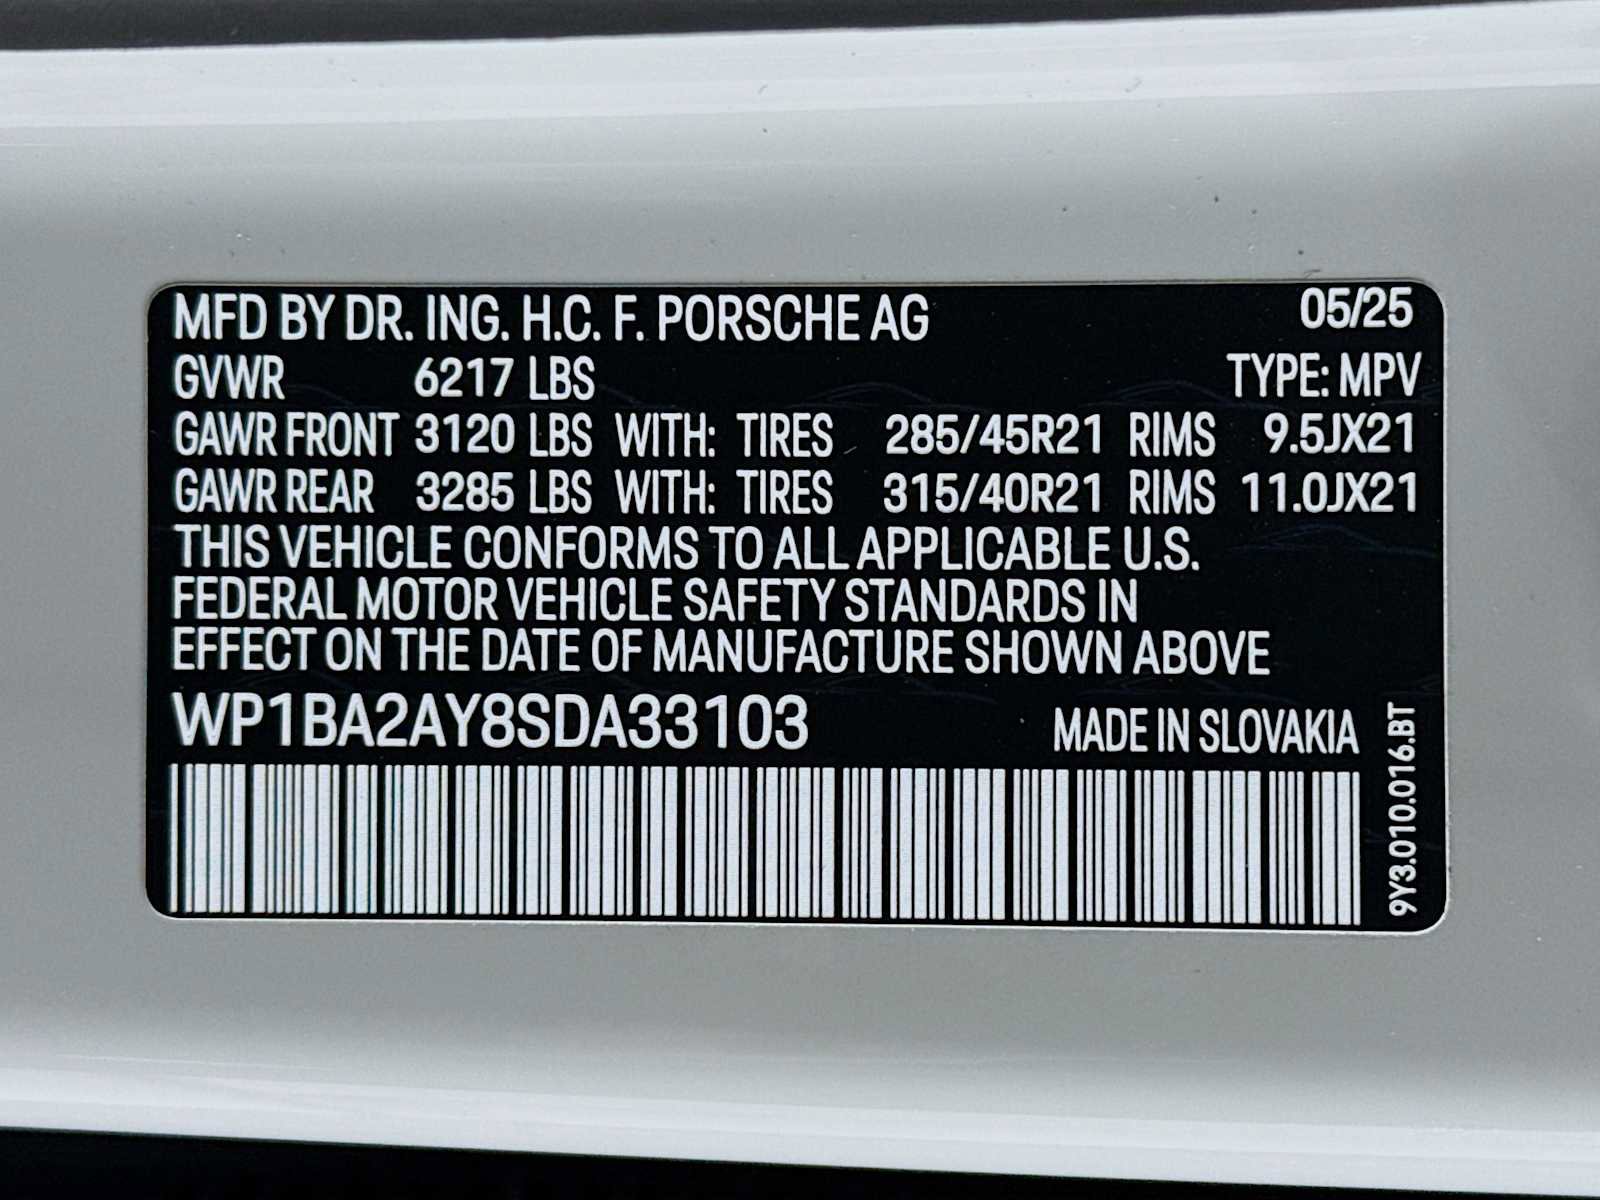 MFD BY DR. ING. H.C. F. PORSCHE AG 05/25
GVWR 6217 LBS TYPE: MPV
GAWR FRONT 3120 LBS WITH: TIRES 285/45R21 RIMS 9.5JX21
GAWR REAR 3285 LBS WITH: TIRES 315/40R21 RIMS 11.0JX21
THIS VEHICLE CONFORMS TO ALL APPLICABLE U.S.
FEDERAL MOTOR VEHICLE SAFETY STANDARDS IN
EFFECT ON THE DATE OF MANUFACTURE SHOWN ABOVE
WP1BA2AY8SDA33103 MADE IN SLOVAKIA
9Y3.010.016.BT